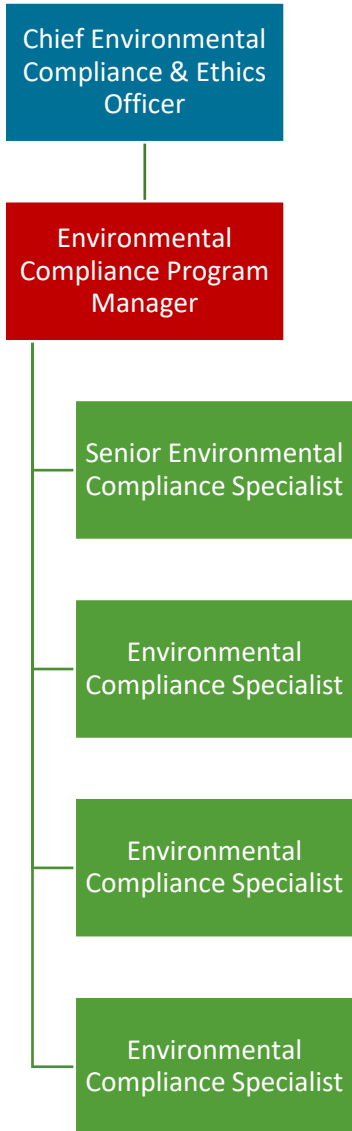 Chief Environmental
Compliance & Ethics
Officer
Environmental
Compliance Program
Manager
Senior Environmental
Compliance Specialist
Environmental
Compliance Specialist
Environmental
Compliance Specialist
Environmental
Compliance Specialist